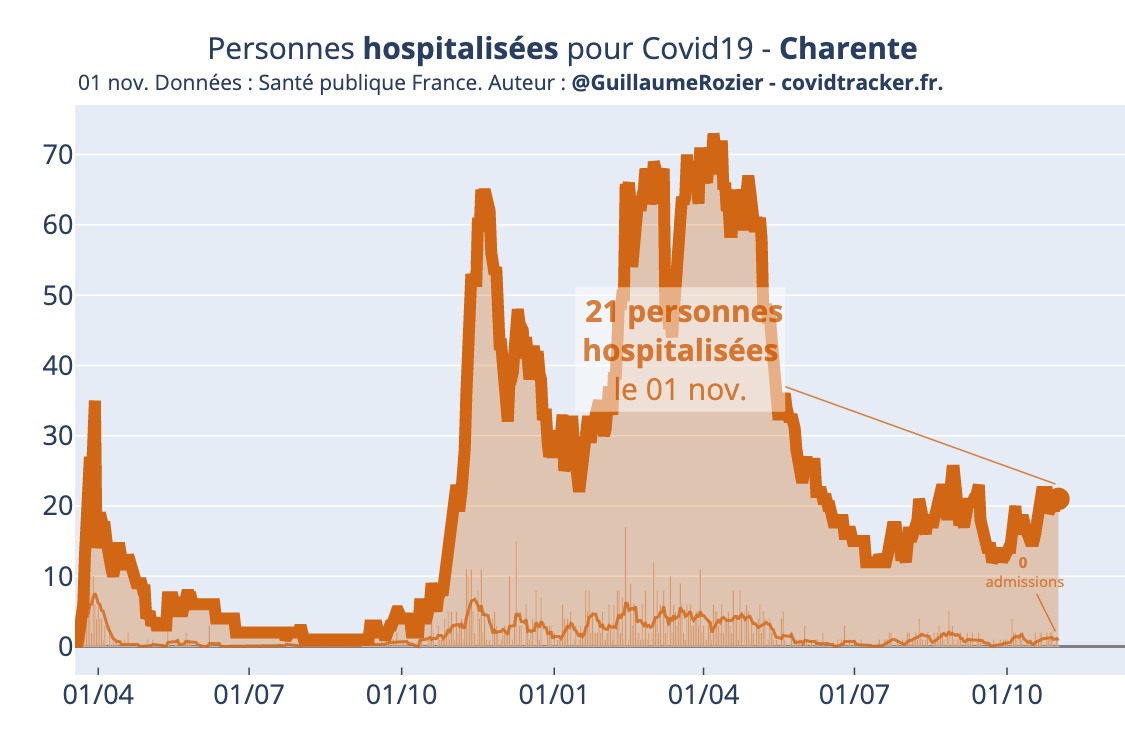 Personnes hospitalisées pour Covid19 - Charente
01 nov. Données : Santé publique France. Auteur : @GuillaumeRozier - covidtracker.fr.
70
60
50
21 personnes
hospitalisées
40
le 01 nov.
30
20
0
10
admissions
0
01/04 01/07 01/10 01/01 01/04 01/07 01/10